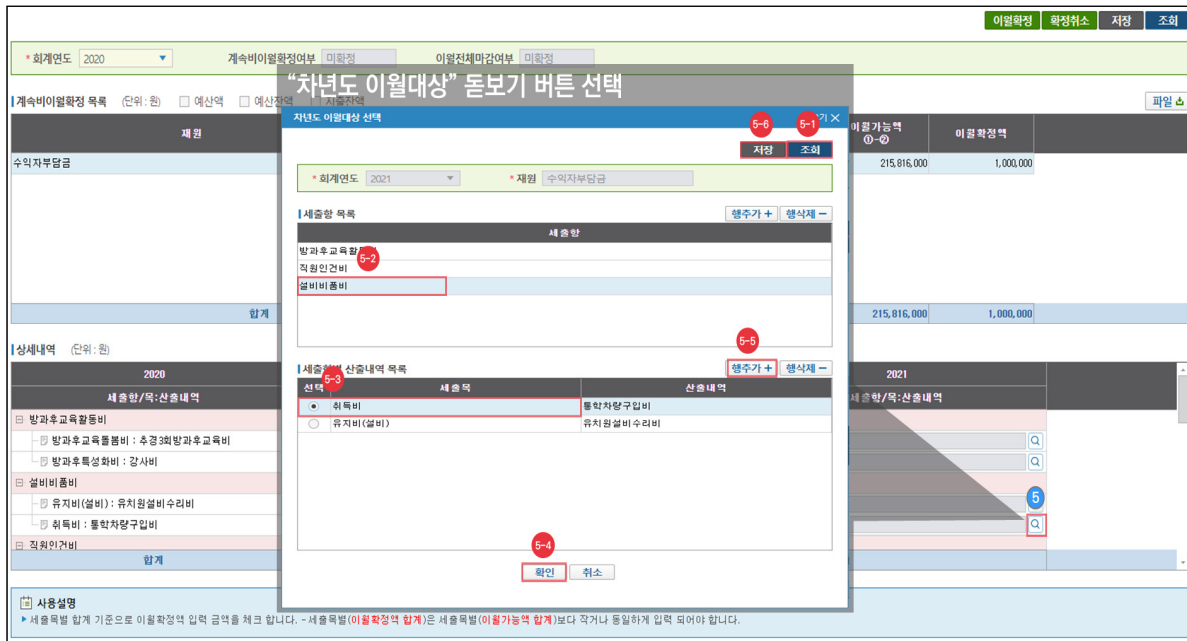 이월확정 확정취소 저장 조회
* 회계연도 2020 계속비이월확정여부 미확정 이월전체마감여부 미확정
"차년도 이월대상" 돋보기 버튼 선택
계속비이월확정 목록 (단위 : 원) 예산액 예산잔액 지출잔액 파일
재원 이월가능액 ①-② 이월확정액
수익자부담금 215,816,000 1,000,000
합계 215,816,000 1,000,000
차년도 이월대상 선택
5-6 5-1
저장 조회
* 회계연도 2021 * 재원 수익자부담금
세출항 목록 행추가 + 행삭제 −
세출항
방과후교육활
5-2
직원인건비
설비비품비
5-5
산출내역 목록 행추가 + 행삭제 −
5-3
선택 세출목 산출내역
취득비 통학차량구입비
유지비(설비) 유치원설비수리비
5-4
확인 취소
상세내역 (단위 : 원)
2020 2021
세출항/목:산출내역 세출항/목:산출내역
방과후교육활동비
방과후교육돌봄비 : 추경3회방과후교육비
방과후특성화비 : 강사비
설비비품비
유지비(설비) : 유치원설비수리비
5
취득비 : 통학차량구입비
직원인건비
합계
사용설명
세출목별 합계 기준으로 이월확정액 입력 금액을 체크 합니다. - 세출목별(이월확정액 합계)은 세출목별(이월가능액 합계)보다 작거나 동일하게 입력 되어야 합니다.